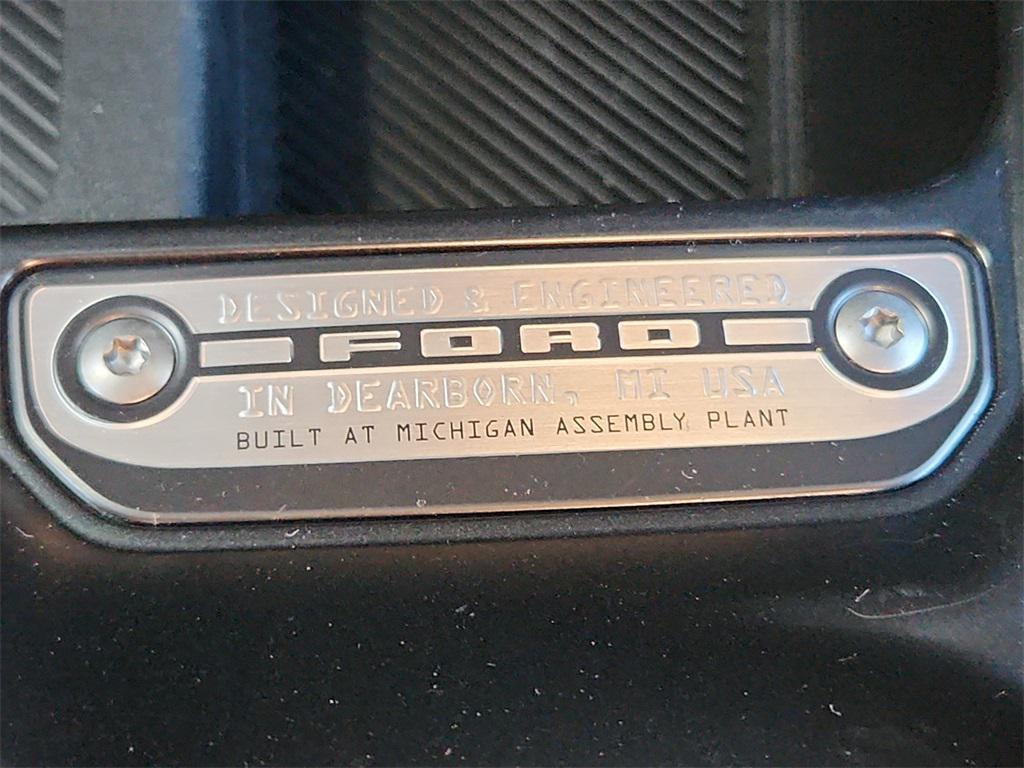 DESIGNED & ENGINEERED
FORD
IN DEARBORN, MI USA
BUILT AT MICHIGAN ASSEMBLY PLANT